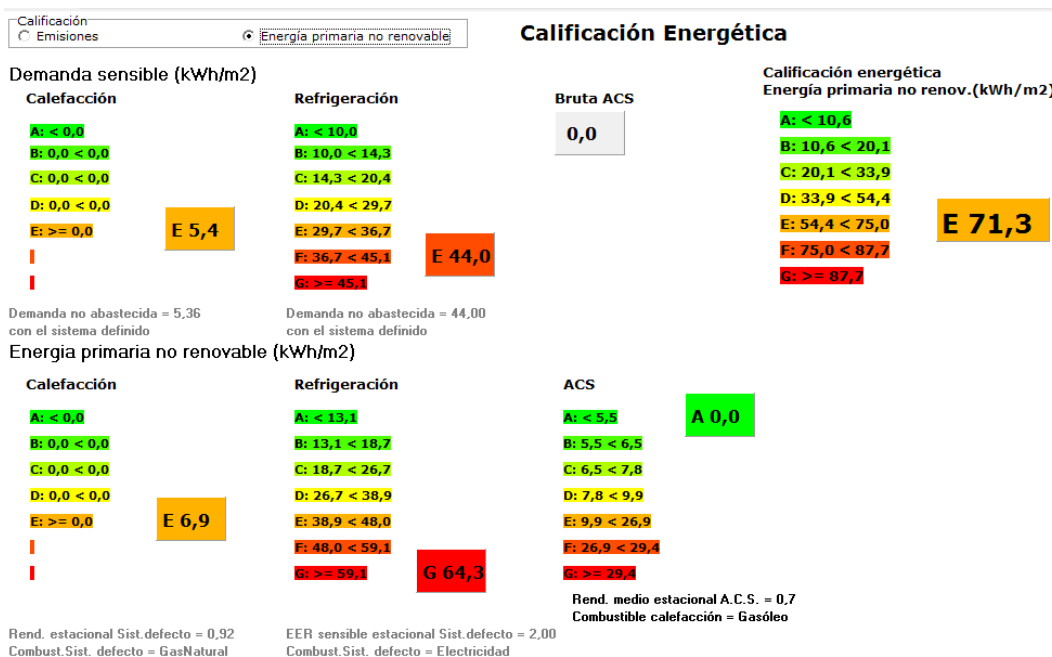 Calificación
Emisiones
Energía primaria no renovable
Calificación Energética
Demanda sensible (kWh/m2)
Calefacción
A: < 0,0
B: 0,0 < 0,0
C: 0,0 < 0,0
D: 0,0 < 0,0
E: >= 0,0
E 5,4
Demanda no abastecida = 5,36
con el sistema definido
Refrigeración
A: < 10,0
B: 10,0 < 14,3
C: 14,3 < 20,4
D: 20,4 < 29,7
E: 29,7 < 36,7
F: 36,7 < 45,1
G: >= 45,1
E 44,0
Demanda no abastecida = 44,00
con el sistema definido
Bruta ACS
0,0
Calificación energética
Energía primaria no renov.(kWh/m2)
A: < 10,6
B: 10,6 < 20,1
C: 20,1 < 33,9
D: 33,9 < 54,4
E: 54,4 < 75,0
F: 75,0 < 87,7
G: >= 87,7
E 71,3
Energia primaria no renovable (kWh/m2)
Calefacción
A: < 0,0
B: 0,0 < 0,0
C: 0,0 < 0,0
D: 0,0 < 0,0
E: >= 0,0
E 6,9
Rend. estacional Sist.defecto = 0,92
Combust.Sist. defecto = GasNatural
Refrigeración
A: < 13,1
B: 13,1 < 18,7
C: 18,7 < 26,7
D: 26,7 < 38,9
E: 38,9 < 48,0
F: 48,0 < 59,1
G: >= 59,1
G 64,3
EER sensible estacional Sist.defecto = 2,00
Combust.Sist. defecto = Electricidad
ACS
A: < 5,5
B: 5,5 < 6,5
C: 6,5 < 7,8
D: 7,8 < 9,9
E: 9,9 < 26,9
F: 26,9 < 29,4
G: >= 29,4
A 0,0
Rend. medio estacional A.C.S. = 0,7
Combustible calefacción = Gasóleo